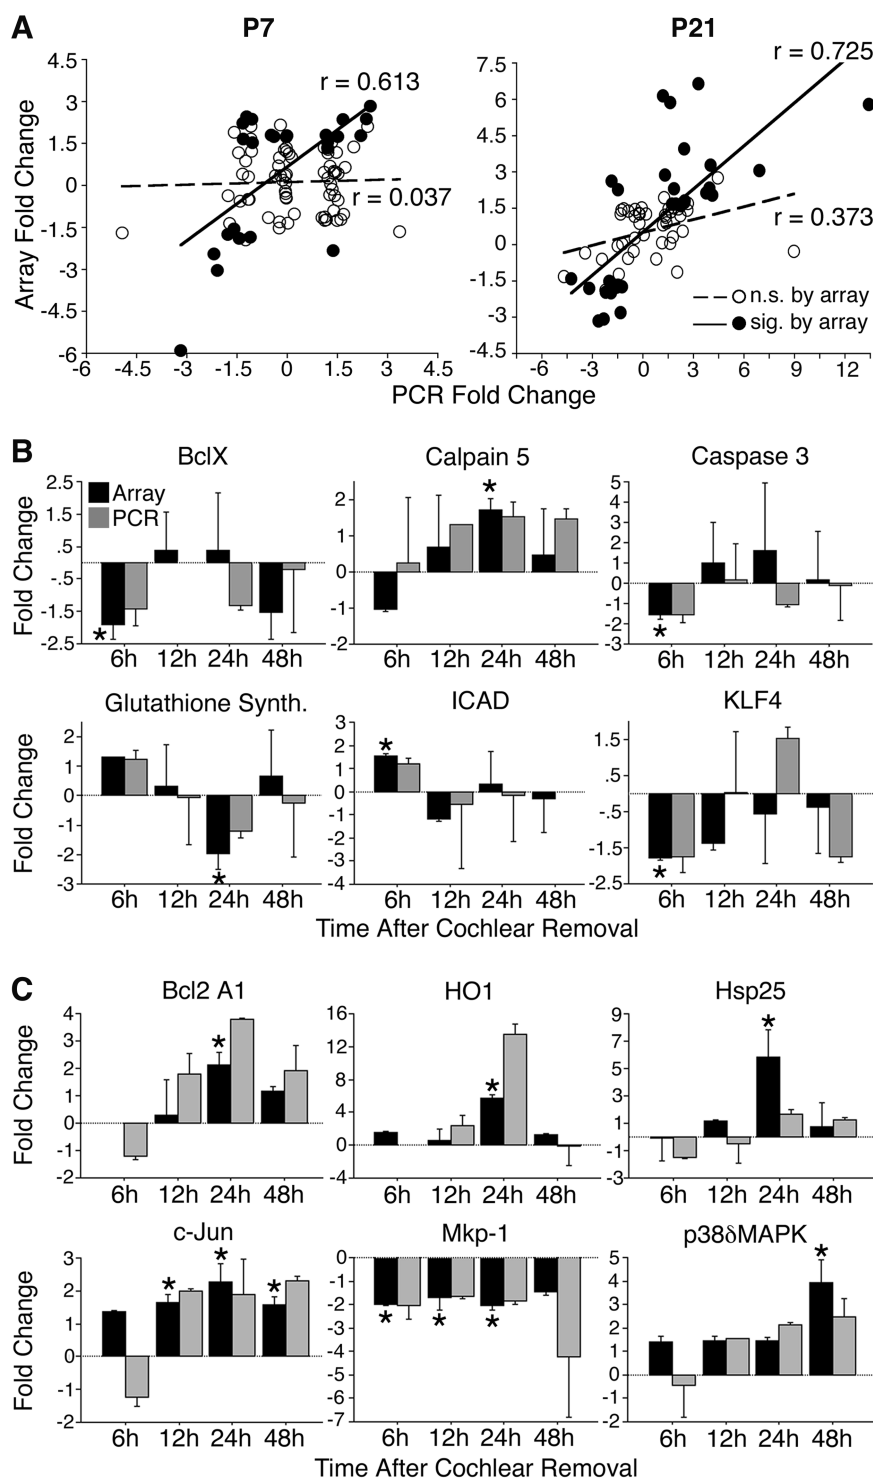 A
P7
P21
Array Fold Change
4.5
3
1.5
0
-1.5
-3
-4.5
-6
r = 0.613
r = 0.037
-6 -4.5 -3 -1.5 0 1.5 3 4.5
7.5
6
4.5
3
1.5
0
-1.5
-3
-4.5
r = 0.725
r = 0.373
n.s. by array
sig. by array
-6 -3 0 3 6 9 12
PCR Fold Change
B
BclX
Calpain 5
Caspase 3
Fold Change
2.5
1.5
.5
-.5
-1.5
-2.5
Array
PCR
*
6h 12h 24h 48h
2
1
0
-1
-2
*
6h 12h 24h 48h
5
4
3
2
1
0
-1
-2
-3
*
6h 12h 24h 48h
Glutathione Synth.
ICAD
KLF4
Fold Change
2
1
0
-1
-2
-3
*
6h 12h 24h 48h
3
2
1
0
-1
-2
-3
-4
*
6h 12h 24h 48h
1.5
.5
-.5
-1.5
-2.5
*
6h 12h 24h 48h
Time After Cochlear Removal
C
Bcl2 A1
HO1
Hsp25
Fold Change
4
3
2
1
0
-1
-2
*
6h 12h 24h 48h
16
12
8
4
0
-4
*
6h 12h 24h 48h
9
7
5
3
1
-1
-3
*
6h 12h 24h 48h
c-Jun
Mkp-1
p38δMAPK
Fold Change
3
2
1
0
-1
-2
* * *
6h 12h 24h 48h
0
-1
-2
-3
-4
-5
-6
-7
* * *
6h 12h 24h 48h
5
4
3
2
1
0
-1
-2
*
6h 12h 24h 48h
Time After Cochlear Removal